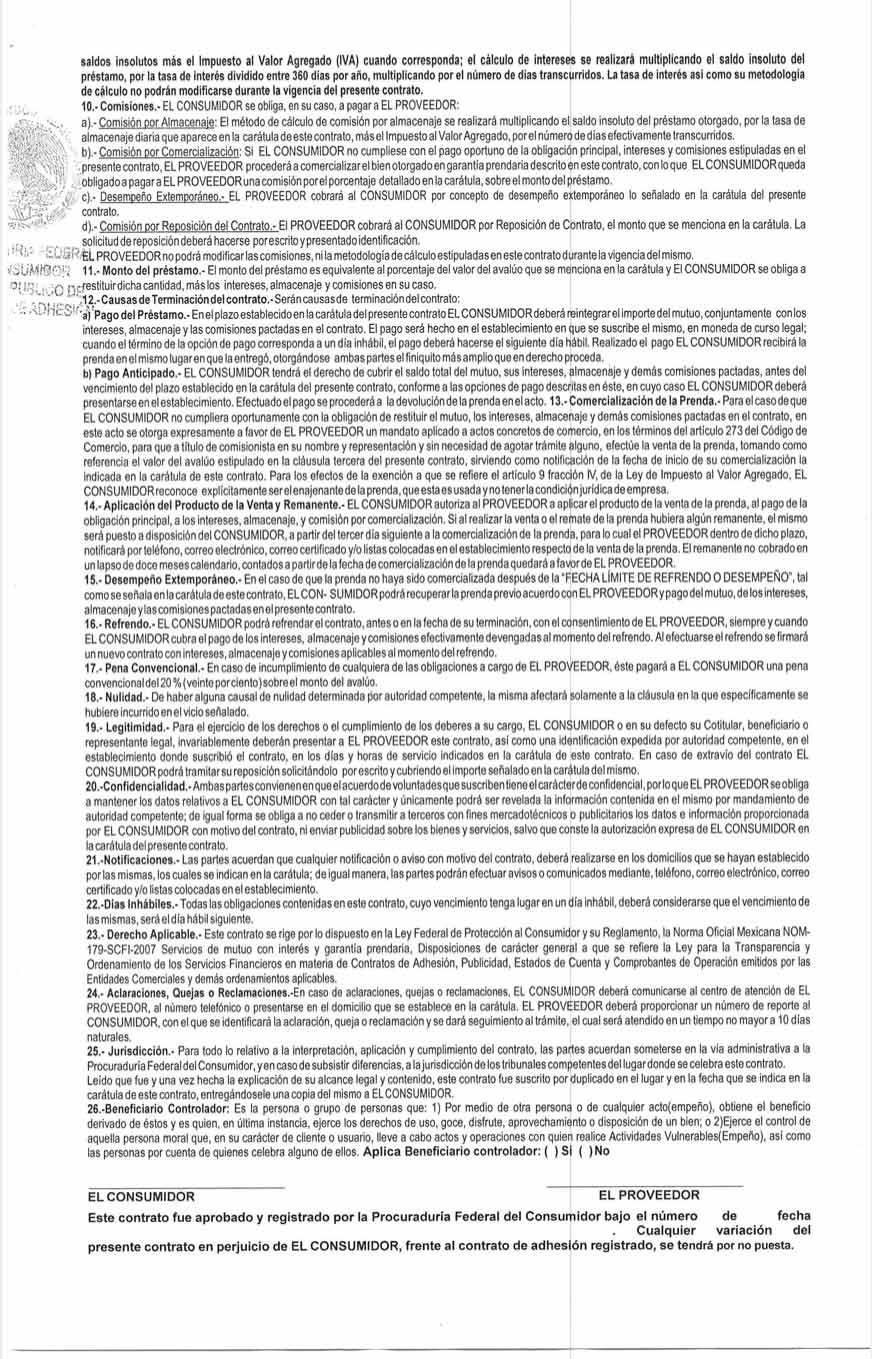 saldos insolutos más el Impuesto al Valor Agregado (IVA) cuando corresponda; el cálculo de intereses se realizará multiplicando el saldo insoluto del
préstamo, por la tasa de interés dividido entre 360 días por año, multiplicando por el número de días transcurridos. La tasa de interés asi como su metodología
de cálculo no podrán modificarse durante la vigencia del presente contrato.
10.- Comisiones.- EL CONSUMIDOR se obliga, en su caso, a pagar a EL PROVEEDOR:
a).- Comisión por Almacenaje: El método de cálculo de comisión por almacenaje se realizará multiplicando el saldo insoluto del préstamo otorgado, por la tasa de
almacenaje diaria que aparece en la carátula de este contrato, más el Impuesto al Valor Agregado, por el número de días efectivamente transcurridos.
b).- Comisión por Comercialización: Si EL CONSUMIDOR no cumpliese con el pago oportuno de la obligación principal, intereses y comisiones estipuladas en el
presente contrato, EL PROVEEDOR procederá a comercializar el bien otorgado en garantía prendaria descrito en este contrato, con lo que EL CONSUMIDOR queda
obligado a pagar a EL PROVEEDOR una comisión por el porcentaje detallado en la carátula, sobre el monto del préstamo.
c).- Desempeño Extemporáneo.- EL PROVEEDOR cobrará al CONSUMIDOR por concepto de desempeño extemporáneo lo señalado en la carátula del presente
contrato.
d).- Comisión por Reposición del Contrato.- El PROVEEDOR cobrará al CONSUMIDOR por Reposición de Contrato, el monto que se menciona en la carátula. La
solicitud de reposición deberá hacerse por escrito y presentado identificación.
EL PROVEEDOR no podrá modificar las comisiones, ni la metodología de cálculo estipuladas en este contrato durante la vigencia del mismo.
11.- Monto del préstamo.- El monto del préstamo es equivalente al porcentaje del valor del avalúo que se menciona en la carátula y El CONSUMIDOR se obliga a
restituir dicha cantidad, más los intereses, almacenaje y comisiones en su caso.
12.- Causas de Terminación del contrato.- Serán causas de terminación del contrato:
a) Pago del Préstamo.- En el plazo establecido en la carátula del presente contrato EL CONSUMIDOR deberá reintegrar el importe del mutuo, conjuntamente con los
intereses, almacenaje y las comisiones pactadas en el contrato. El pago será hecho en el establecimiento en que se suscribe el mismo, en moneda de curso legal;
cuando el término de la opción de pago corresponda a un día inhábil, el pago deberá hacerse el siguiente día hábil. Realizado el pago EL CONSUMIDOR recibirá la
prenda en el mismo lugar en que la entregó, otorgándose ambas partes el finiquito más amplio que en derecho proceda.
b) Pago Anticipado.- EL CONSUMIDOR tendrá el derecho de cubrir el saldo total del mutuo, sus intereses, almacenaje y demás comisiones pactadas, antes del
vencimiento del plazo establecido en la carátula del presente contrato, conforme a las opciones de pago descritas en éste, en cuyo caso EL CONSUMIDOR deberá
presentarse en el establecimiento. Efectuado el pago se procederá a la devolución de la prenda en el acto. 13.- Comercialización de la Prenda.- Para el caso de que
EL CONSUMIDOR no cumpliera oportunamente con la obligación de restituir el mutuo, los intereses, almacenaje y demás comisiones pactadas en el contrato, en
este acto se otorga expresamente a favor de EL PROVEEDOR un mandato aplicado a actos concretos de comercio, en los términos del artículo 273 del Código de
Comercio, para que a título de comisionista en su nombre y representación y sin necesidad de agotar trámite alguno, efectúe la venta de la prenda, tomando como
referencia el valor del avalúo estipulado en la cláusula tercera del presente contrato, sirviendo como notificación de la fecha de inicio de su comercialización la
indicada en la carátula de este contrato. Para los efectos de la exención a que se refiere el artículo 9 fracción IV, de la Ley de Impuesto al Valor Agregado, EL
CONSUMIDOR reconoce explícitamente ser el enajenante de la prenda, que esta es usada y no tener la condición jurídica de empresa.
14.- Aplicación del Producto de la Venta y Remanente.- EL CONSUMIDOR autoriza al PROVEEDOR a aplicar el producto de la venta de la prenda, al pago de la
obligación principal, a los intereses, almacenaje, y comisión por comercialización. Si al realizar la venta o el remate de la prenda hubiera algún remanente, el mismo
será puesto a disposición del CONSUMIDOR, a partir del tercer día siguiente a la comercialización de la prenda, para lo cual el PROVEEDOR dentro de dicho plazo,
notificará por teléfono, correo electrónico, correo certificado y/o listas colocadas en el establecimiento respecto de la venta de la prenda. El remanente no cobrado en
un lapso de doce meses calendario, contados a partir de la fecha de comercialización de la prenda quedará a favor de EL PROVEEDOR.
15.- Desempeño Extemporáneo.- En el caso de que la prenda no haya sido comercializada después de la "FECHA LÍMITE DE REFRENDO O DESEMPEÑO", tal
como se señala en la carátula de este contrato, EL CON- SUMIDOR podrá recuperar la prenda previo acuerdo con EL PROVEEDOR y pago del mutuo, de los intereses,
almacenaje y las comisiones pactadas en el presente contrato.
16.- Refrendo.- EL CONSUMIDOR podrá refrendar el contrato, antes o en la fecha de su terminación, con el consentimiento de EL PROVEEDOR, siempre y cuando
EL CONSUMIDOR cubra el pago de los intereses, almacenaje y comisiones efectivamente devengadas al momento del refrendo. Al efectuarse el refrendo se firmará
un nuevo contrato con intereses, almacenaje y comisiones aplicables al momento del refrendo.
17.- Pena Convencional.- En caso de incumplimiento de cualquiera de las obligaciones a cargo de EL PROVEEDOR, éste pagará a EL CONSUMIDOR una pena
convencional del 20 % (veinte por ciento) sobre el monto del avalúo.
18.- Nulidad.- De haber alguna causal de nulidad determinada por autoridad competente, la misma afectará solamente a la cláusula en la que específicamente se
hubiere incurrido en el vicio señalado.
19.- Legitimidad.- Para el ejercicio de los derechos o el cumplimiento de los deberes a su cargo, EL CONSUMIDOR o en su defecto su Cotitular, beneficiario o
representante legal, invariablemente deberán presentar a EL PROVEEDOR este contrato, así como una identificación expedida por autoridad competente, en el
establecimiento donde suscribió el contrato, en los días y horas de servicio indicados en la carátula de este contrato. En caso de extravío del contrato EL
CONSUMIDOR podrá tramitar su reposición solicitándolo por escrito y cubriendo el importe señalado en la carátula del mismo.
20.-Confidencialidad.- Ambas partes convienen en que el acuerdo de voluntades que suscriben tiene el carácter de confidencial, por lo que EL PROVEEDOR se obliga
a mantener los datos relativos a EL CONSUMIDOR con tal carácter y únicamente podrá ser revelada la información contenida en el mismo por mandamiento de
autoridad competente; de igual forma se obliga a no ceder o transmitir a terceros con fines mercadotécnicos o publicitarios los datos e información proporcionada
por EL CONSUMIDOR con motivo del contrato, ni enviar publicidad sobre los bienes y servicios, salvo que conste la autorización expresa de EL CONSUMIDOR en
la carátula del presente contrato.
21.-Notificaciones.- Las partes acuerdan que cualquier notificación o aviso con motivo del contrato, deberá realizarse en los domicilios que se hayan establecido
por las mismas, los cuales se indican en la carátula; de igual manera, las partes podrán efectuar avisos o comunicados mediante, teléfono, correo electrónico, correo
certificado y/o listas colocadas en el establecimiento.
22.-Días Inhábiles.- Todas las obligaciones contenidas en este contrato, cuyo vencimiento tenga lugar en un día inhábil, deberá considerarse que el vencimiento de
las mismas, será el día hábil siguiente.
23.- Derecho Aplicable.- Este contrato se rige por lo dispuesto en la Ley Federal de Protección al Consumidor y su Reglamento, la Norma Oficial Mexicana NOM-
179-SCFI-2007 Servicios de mutuo con interés y garantía prendaria, Disposiciones de carácter general a que se refiere la Ley para la Transparencia y
Ordenamiento de los Servicios Financieros en materia de Contratos de Adhesión, Publicidad, Estados de Cuenta y Comprobantes de Operación emitidos por las
Entidades Comerciales y demás ordenamientos aplicables.
24.- Aclaraciones, Quejas o Reclamaciones.-En caso de aclaraciones, quejas o reclamaciones, EL CONSUMIDOR deberá comunicarse al centro de atención de EL
PROVEEDOR, al número telefónico o presentarse en el domicilio que se establece en la carátula. EL PROVEEDOR deberá proporcionar un número de reporte al
CONSUMIDOR, con el que se identificará la aclaración, queja o reclamación y se dará seguimiento al trámite, el cual será atendido en un tiempo no mayor a 10 días
naturales.
25.- Jurisdicción.- Para todo lo relativo a la interpretación, aplicación y cumplimiento del contrato, las partes acuerdan someterse en la vía administrativa a la
Procuraduría Federal del Consumidor, y en caso de subsistir diferencias, a la jurisdicción de los tribunales competentes del lugar donde se celebra este contrato.
Leído que fue y una vez hecha la explicación de su alcance legal y contenido, este contrato fue suscrito por duplicado en el lugar y en la fecha que se indica en la
carátula de este contrato, entregándosele una copia del mismo a EL CONSUMIDOR.
26.-Beneficiario Controlador: Es la persona o grupo de personas que: 1) Por medio de otra persona o de cualquier acto(empeño), obtiene el beneficio
derivado de éstos y es quien, en última instancia, ejerce los derechos de uso, goce, disfrute, aprovechamiento o disposición de un bien; o 2)Ejerce el control de
aquella persona moral que, en su carácter de cliente o usuario, lleve a cabo actos y operaciones con quien realice Actividades Vulnerables(Empeño), así como
las personas por cuenta de quienes celebra alguno de ellos. Aplica Beneficiario controlador: ( ) Si ( )No
EL CONSUMIDOR EL PROVEEDOR
Este contrato fue aprobado y registrado por la Procuraduría Federal del Consumidor bajo el número de fecha
. Cualquier variación del
presente contrato en perjuicio de EL CONSUMIDOR, frente al contrato de adhesión registrado, se tendrá por no puesta.